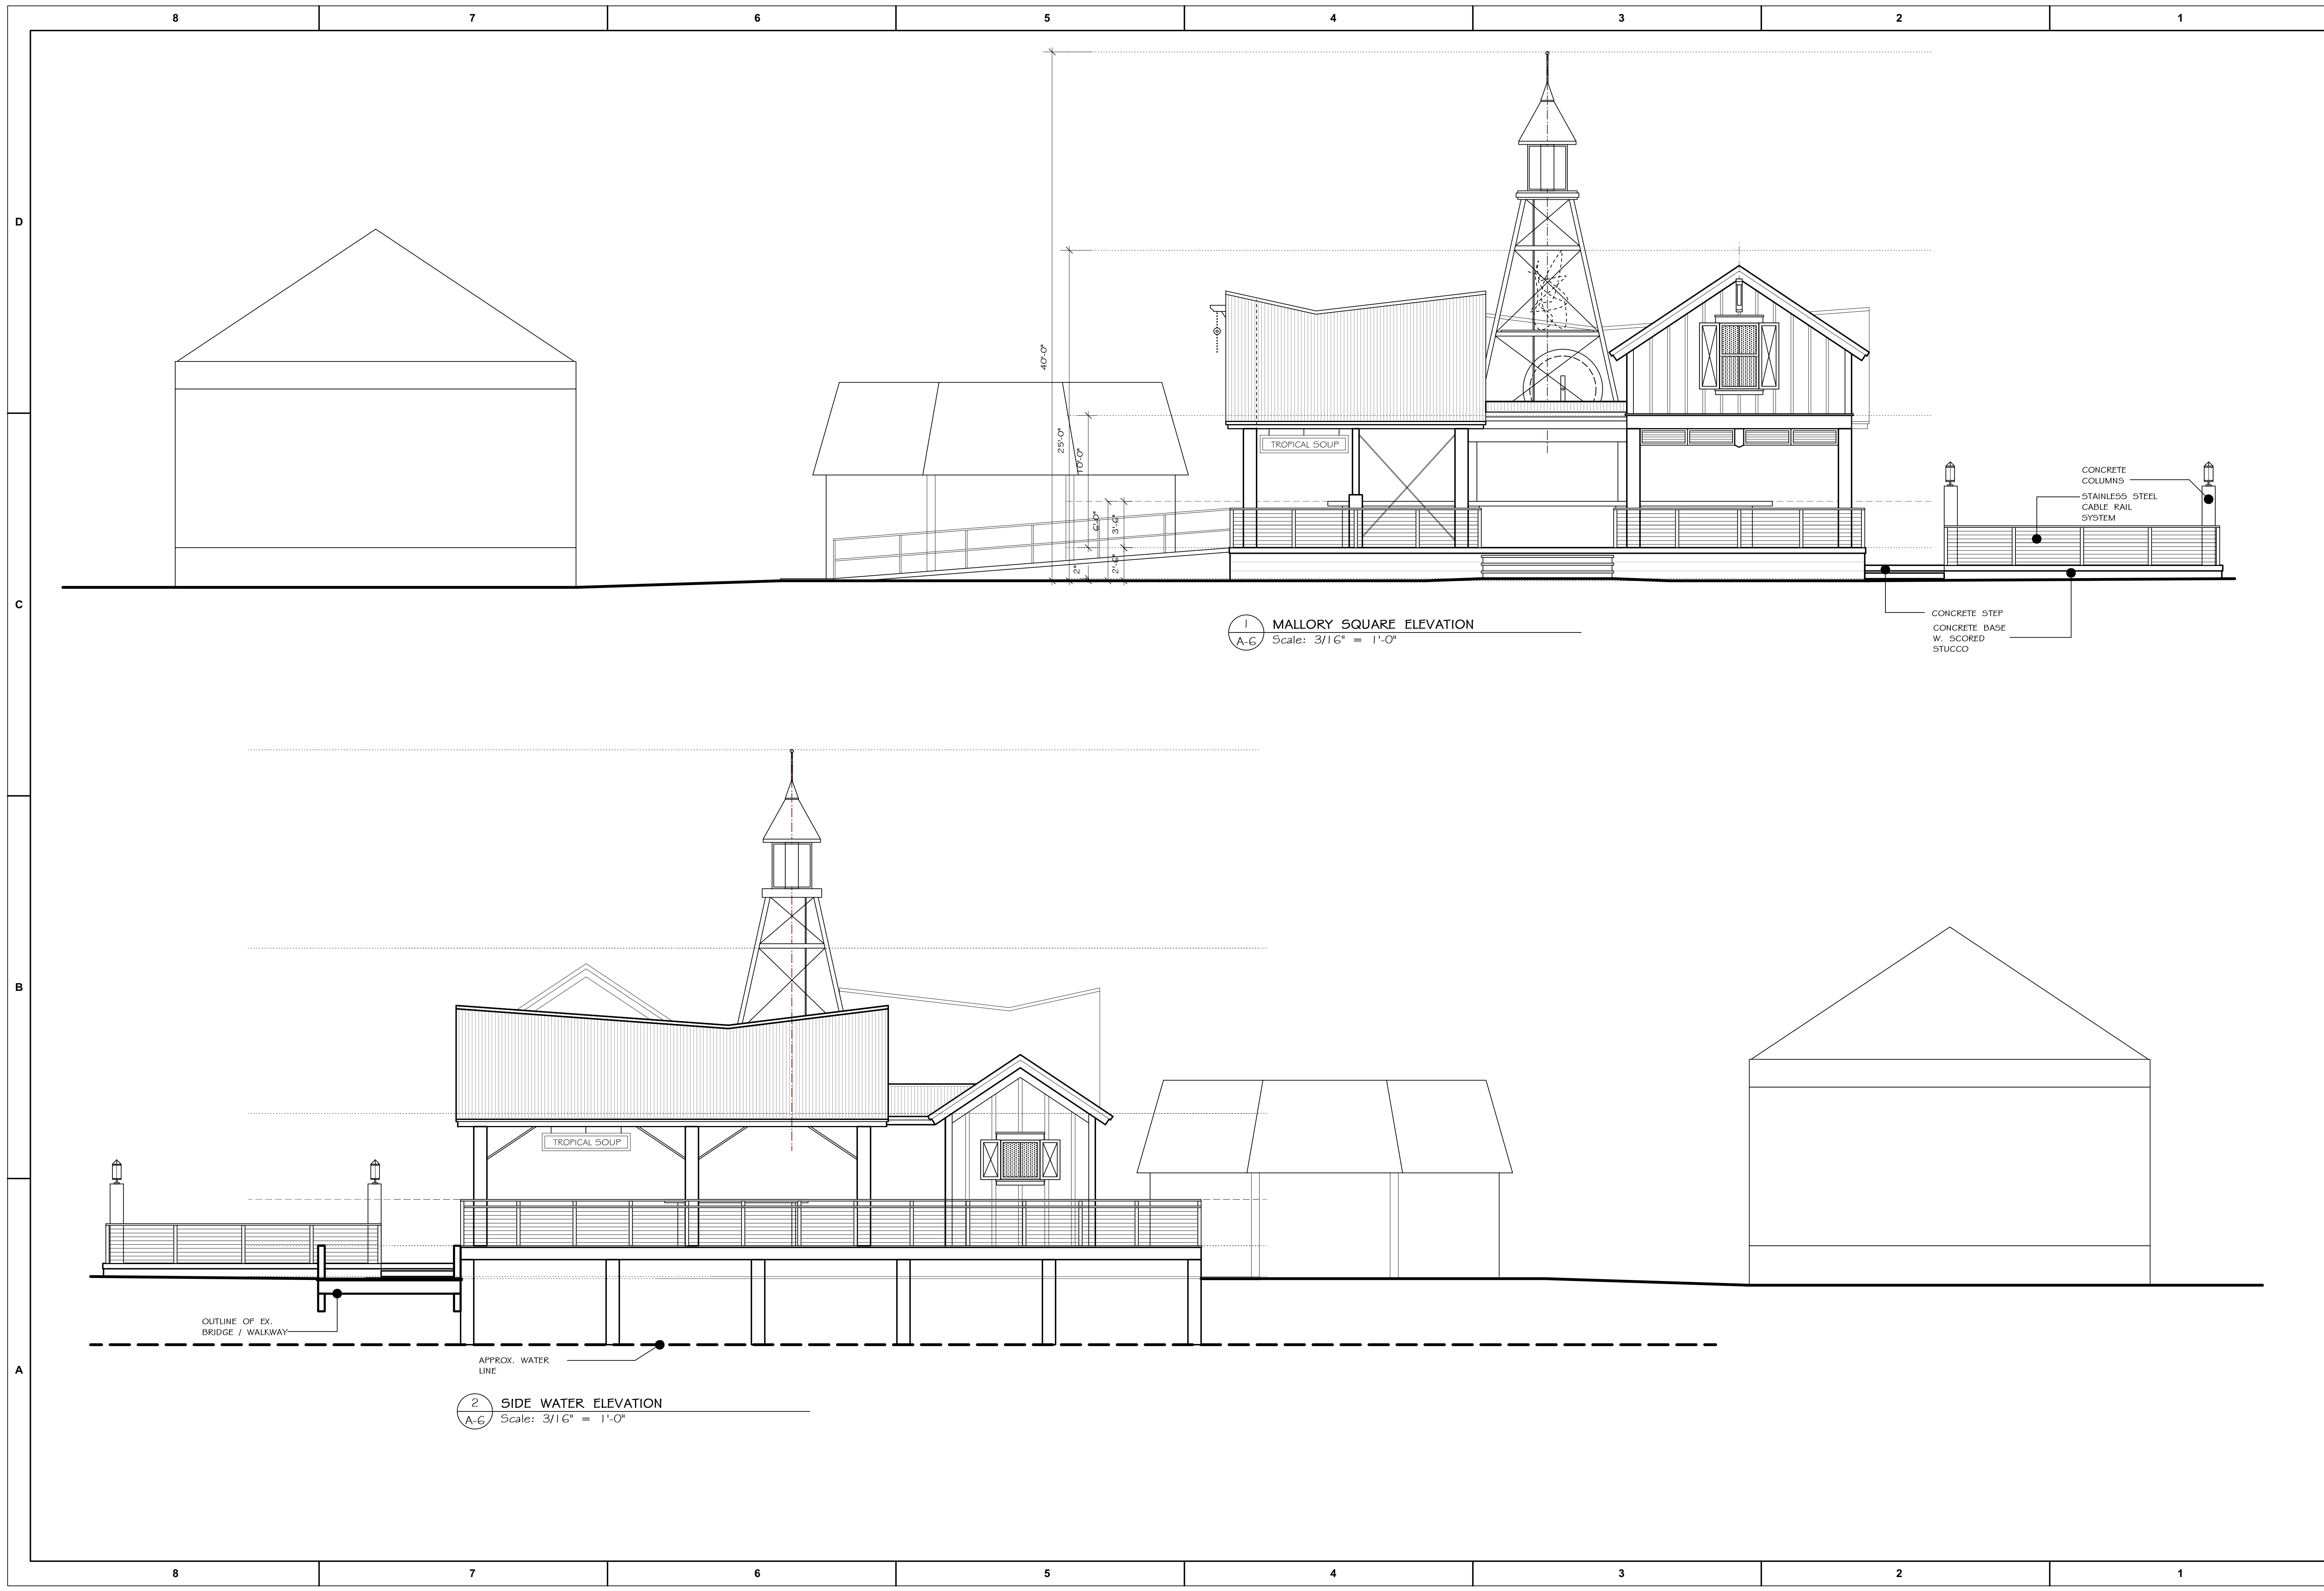 8 7 6 5 4 3 2 1
D
C
B
A
40'-0"
25'-0"
10'-0"
6'-0"
3'-6"
2'-6"
2"
TROPICAL SOUP
CONCRETE
COLUMNS
STAINLESS STEEL
CABLE RAIL
SYSTEM
CONCRETE STEP
CONCRETE BASE
W. SCORED
STUCCO
1
A-6
MALLORY SQUARE ELEVATION
Scale: 3/16" = 1'-0"
TROPICAL SOUP
OUTLINE OF EX.
BRIDGE / WALKWAY
APPROX. WATER
LINE
2
A-6
SIDE WATER ELEVATION
Scale: 3/16" = 1'-0"
8 7 6 5 4 3 2 1